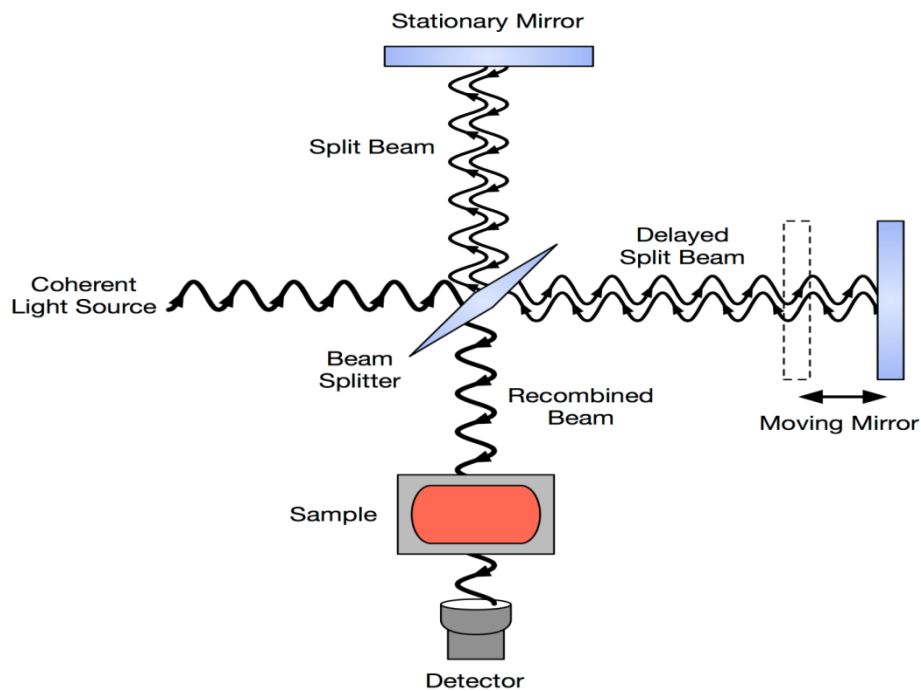 Stationary Mirror
Split Beam
Delayed
Split Beam
Coherent
Light Source
Beam
Splitter
Recombined
Beam
Moving Mirror
Sample
Detector